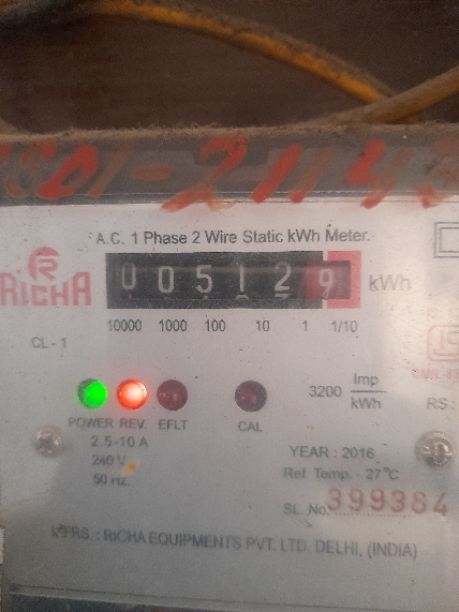 A.C. 1 Phase 2 Wire Static kWh Meter.
R
RICHA
005129 kWh
10000 1000 100 10 1 1/10
CL - 1
3200 Imp
kWh
POWER REV. EFLT CAL
RS :
2.5-10 A
240 V
50 Hz.
YEAR : 2016
Ref. Temp. - 27°C
SL. No. 399384
MFRS. : RICHA EQUIPMENTS PVT. LTD. DELHI, (INDIA)